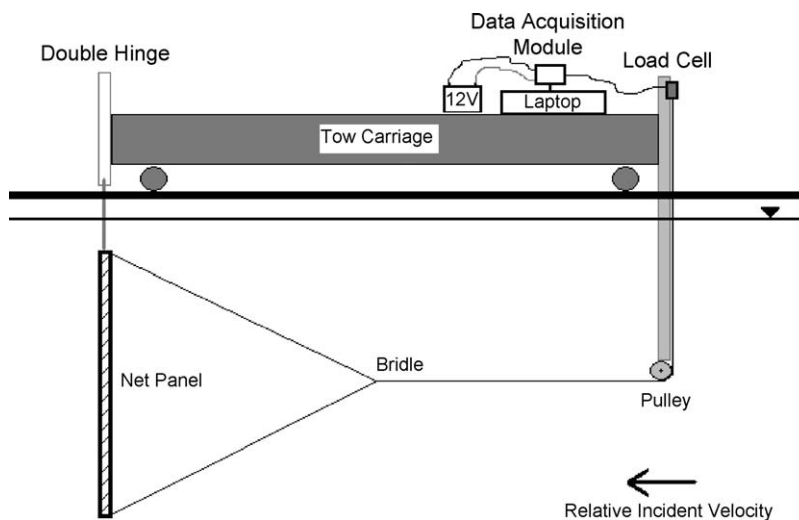 Data Acquisition
Module
Double Hinge
Load Cell
12V
Laptop
Tow Carriage
Bridle
Net Panel
Pulley
Relative Incident Velocity